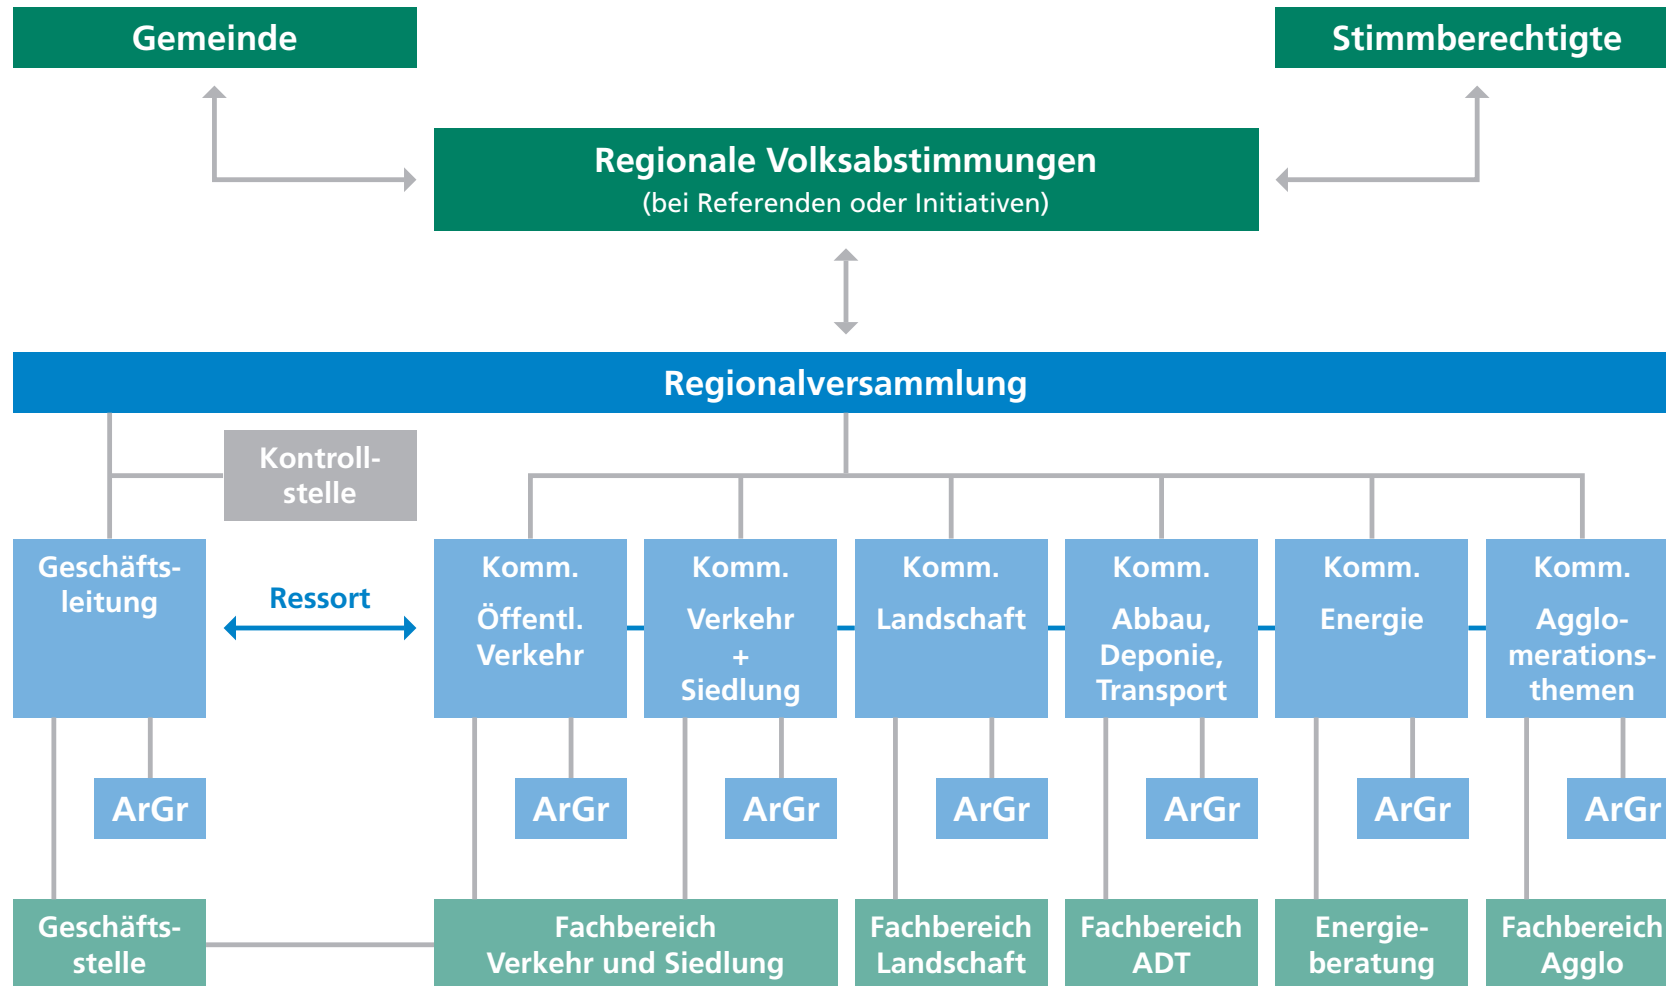 Gemeinde
Stimmberechtigte
Regionale Volksabstimmungen
(bei Referenden oder Initiativen)
Regionalversammlung
Kontroll-
stelle
Geschäfts-
leitung
Ressort
Komm.
Öffentl.
Verkehr
Komm.
Verkehr
+
Siedlung
Komm.
Landschaft
Komm.
Abbau,
Deponie,
Transport
Komm.
Energie
Komm.
Agglo-
merations-
themen
ArGr
ArGr
ArGr
ArGr
ArGr
ArGr
ArGr
Geschäfts-
stelle
Fachbereich
Verkehr und Siedlung
Fachbereich
Landschaft
Fachbereich
ADT
Energie-
beratung
Fachbereich
Agglo